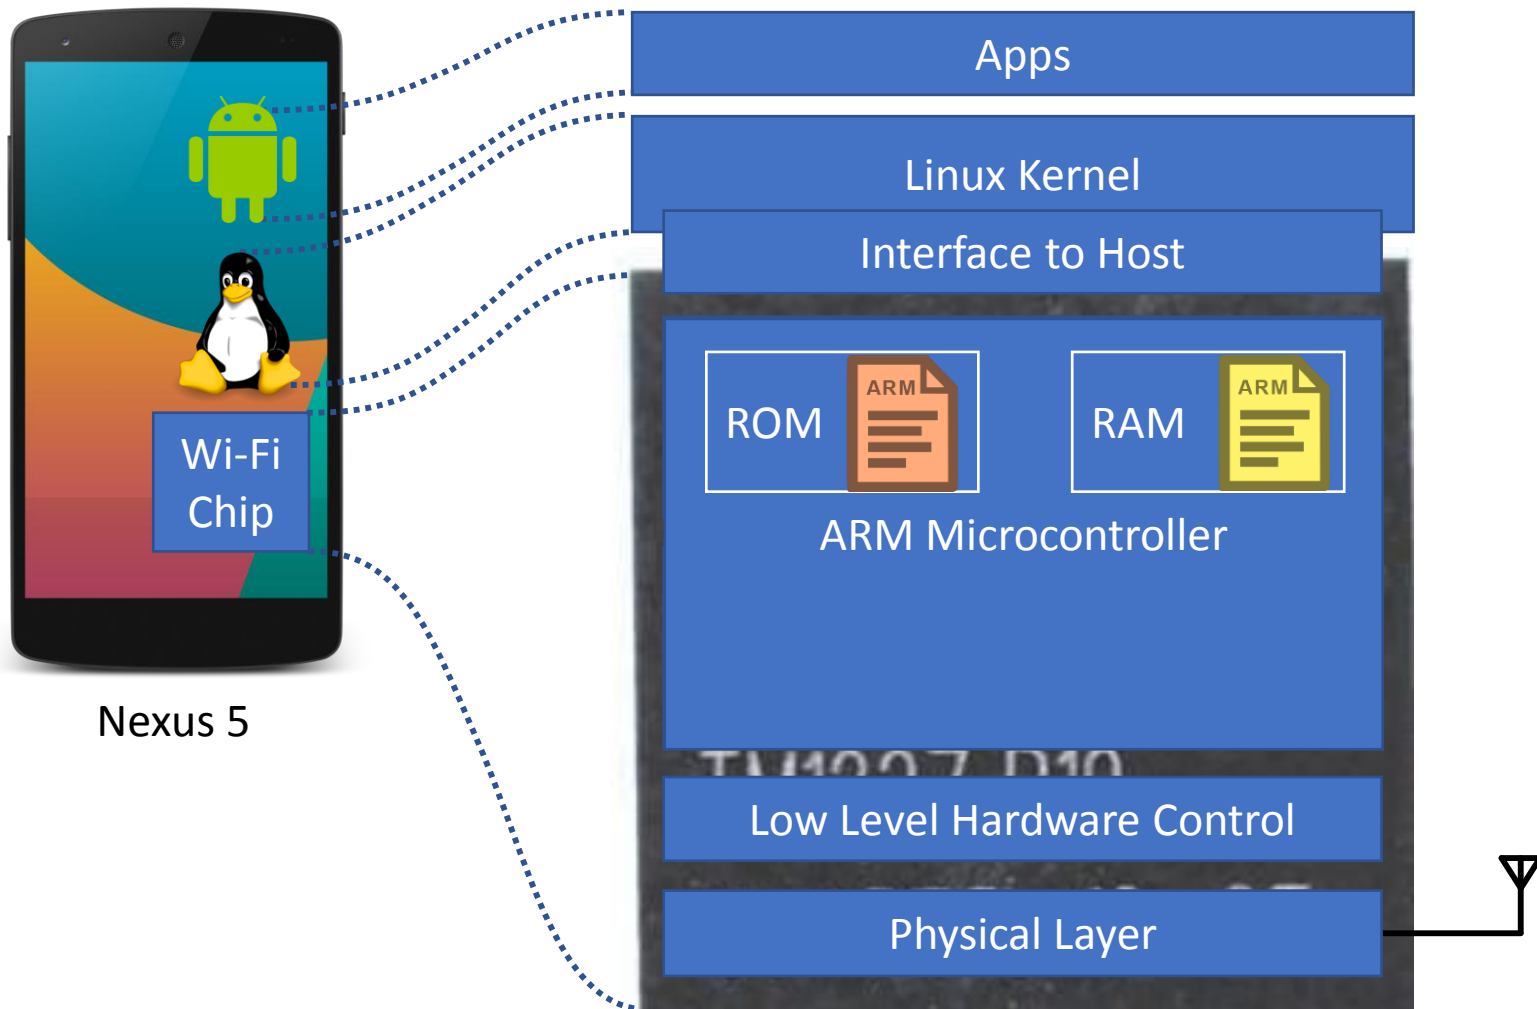 Apps
Linux Kernel
Interface to Host
ROM
ARM
RAM
ARM
ARM Microcontroller
Wi-Fi
Chip
Nexus 5
Low Level Hardware Control
Physical Layer